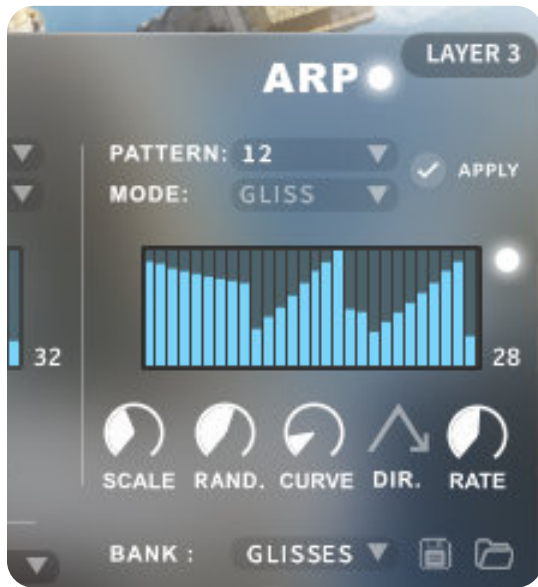 LAYER 3
ARP
PATTERN: 12
APPLY
MODE: GLISS
32
28
SCALE RAND. CURVE DIR. RATE
BANK : GLISSES